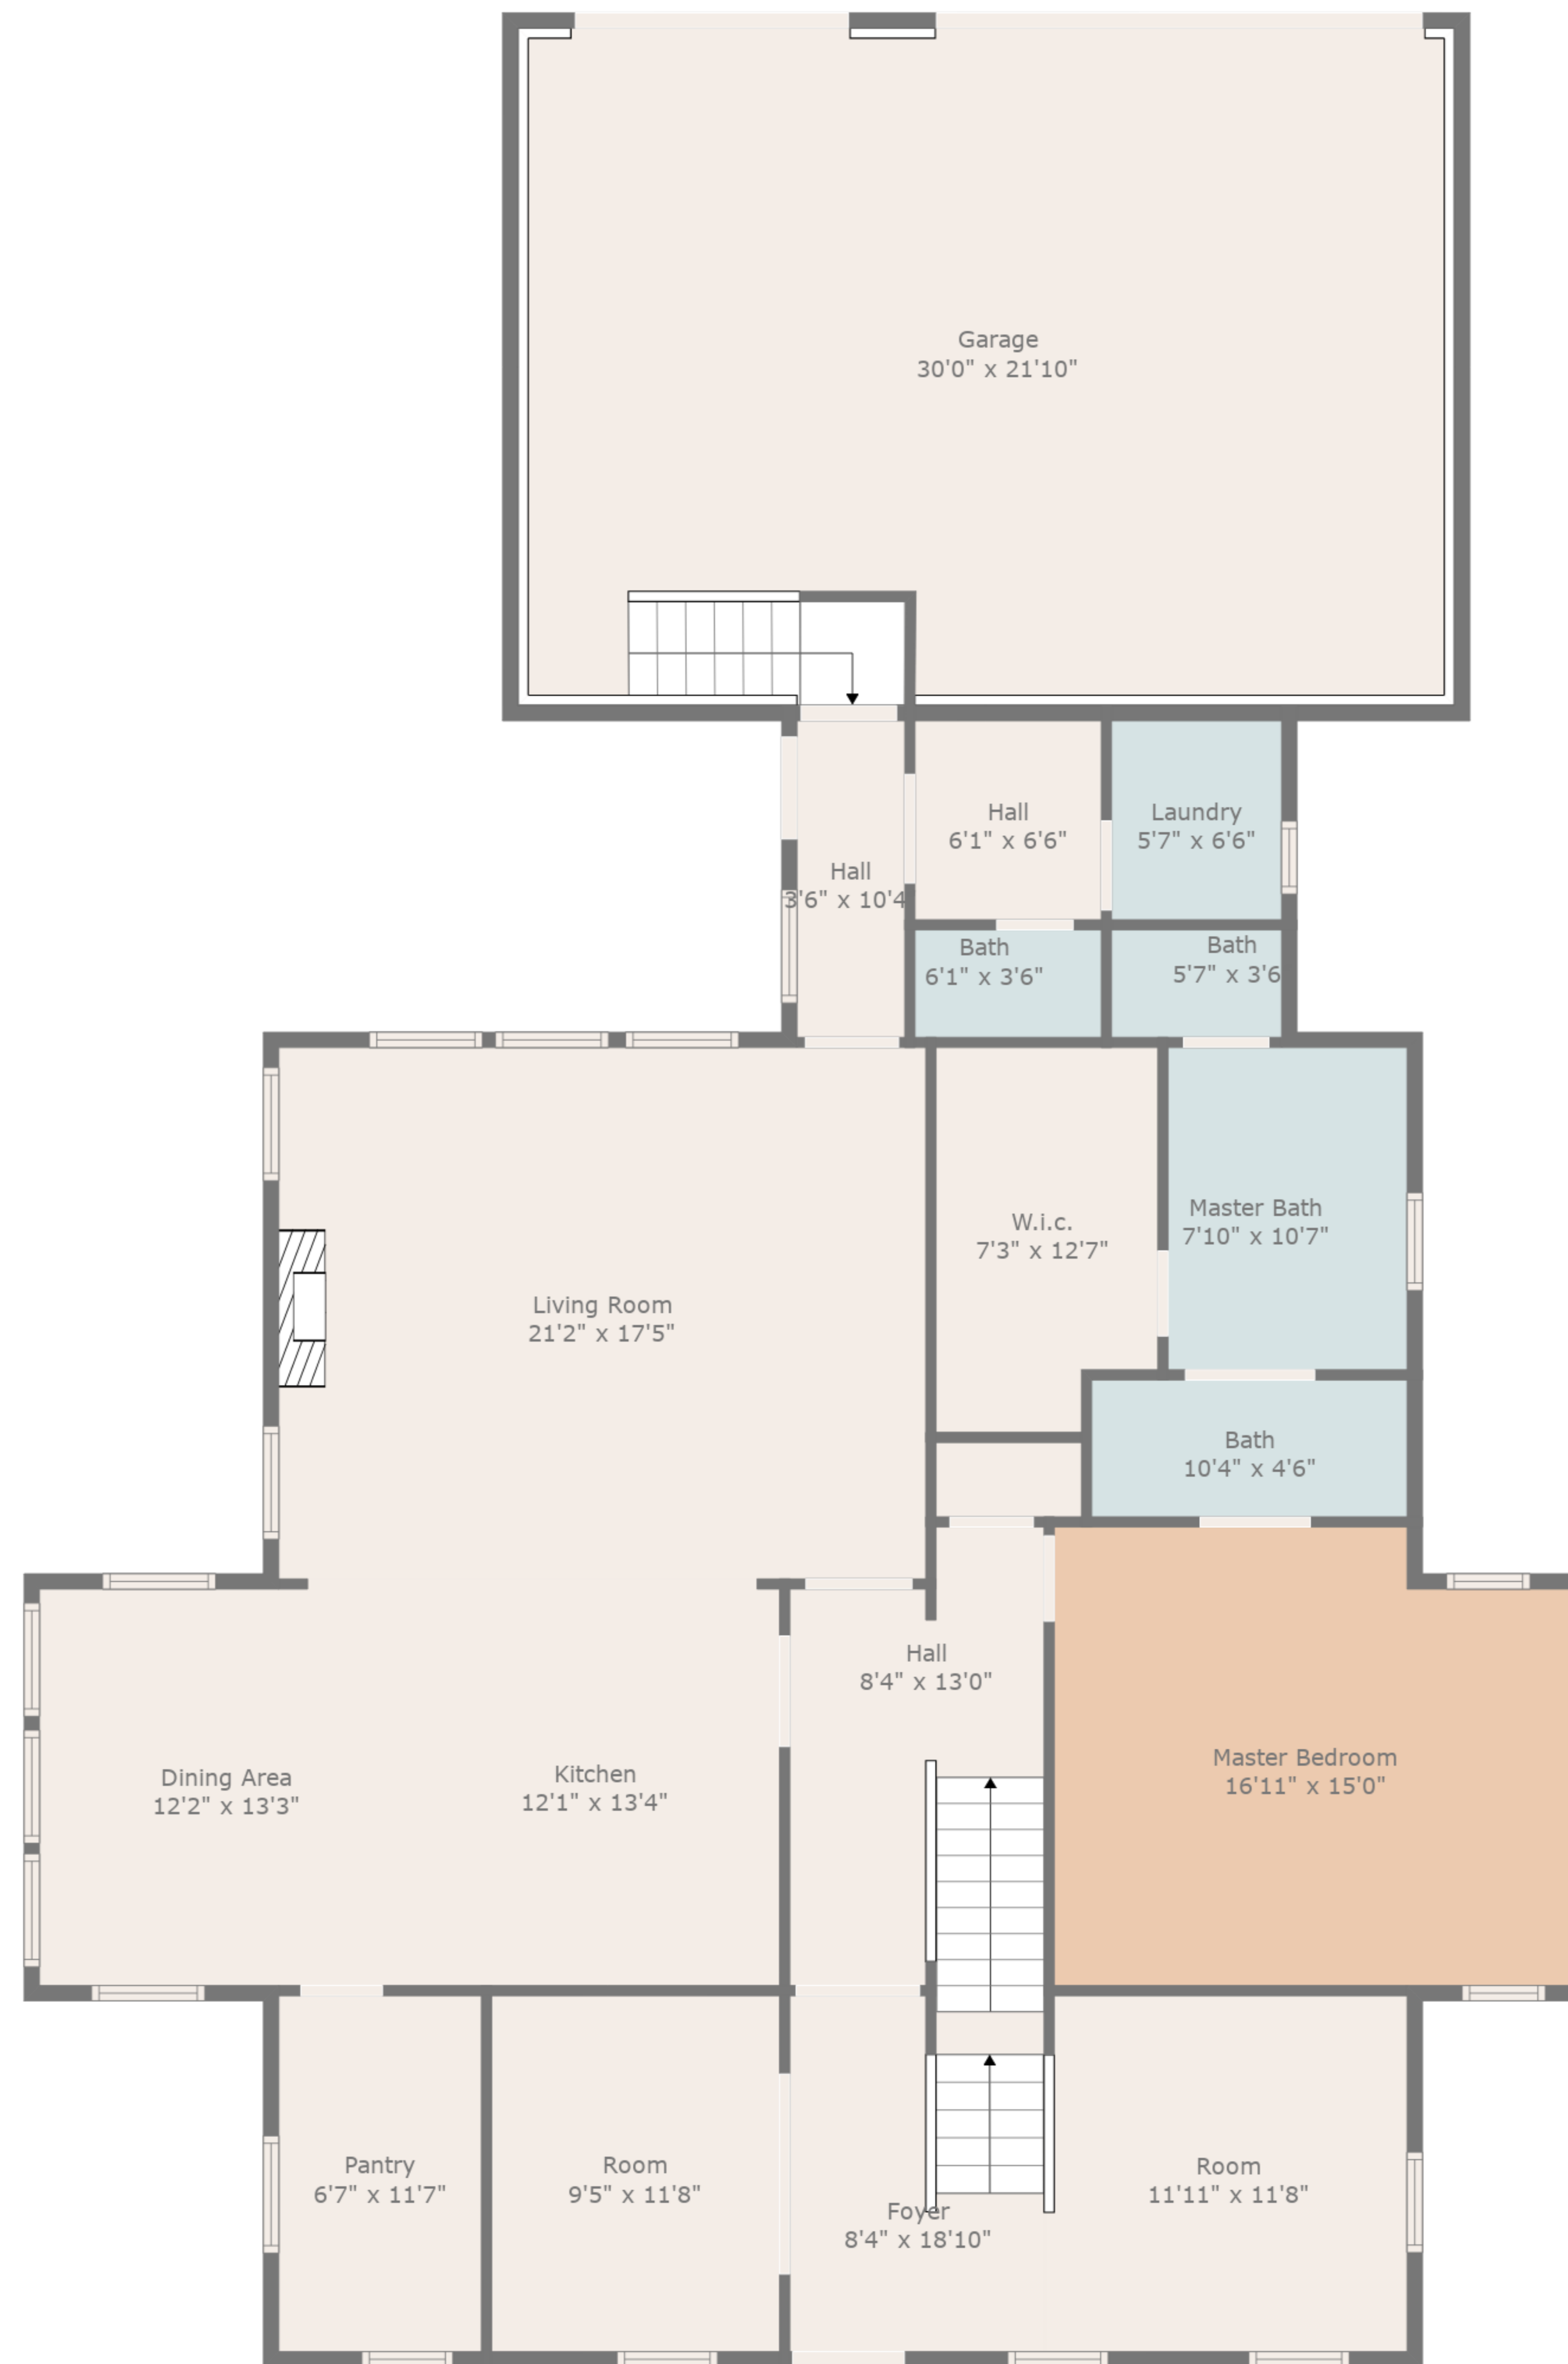 Garage
30'0" x 21'10"
Hall
6'1" x 6'6"
Laundry
5'7" x 6'6"
Hall
3'6" x 10'4
Bath
6'1" x 3'6"
Bath
5'7" x 3'6
W.i.c.
7'3" x 12'7"
Master Bath
7'10" x 10'7"
Living Room
21'2" x 17'5"
Bath
10'4" x 4'6"
Hall
8'4" x 13'0"
Master Bedroom
16'11" x 15'0"
Dining Area
12'2" x 13'3"
Kitchen
12'1" x 13'4"
Pantry
6'7" x 11'7"
Room
9'5" x 11'8"
Foyer
8'4" x 18'10"
Room
11'11" x 11'8"